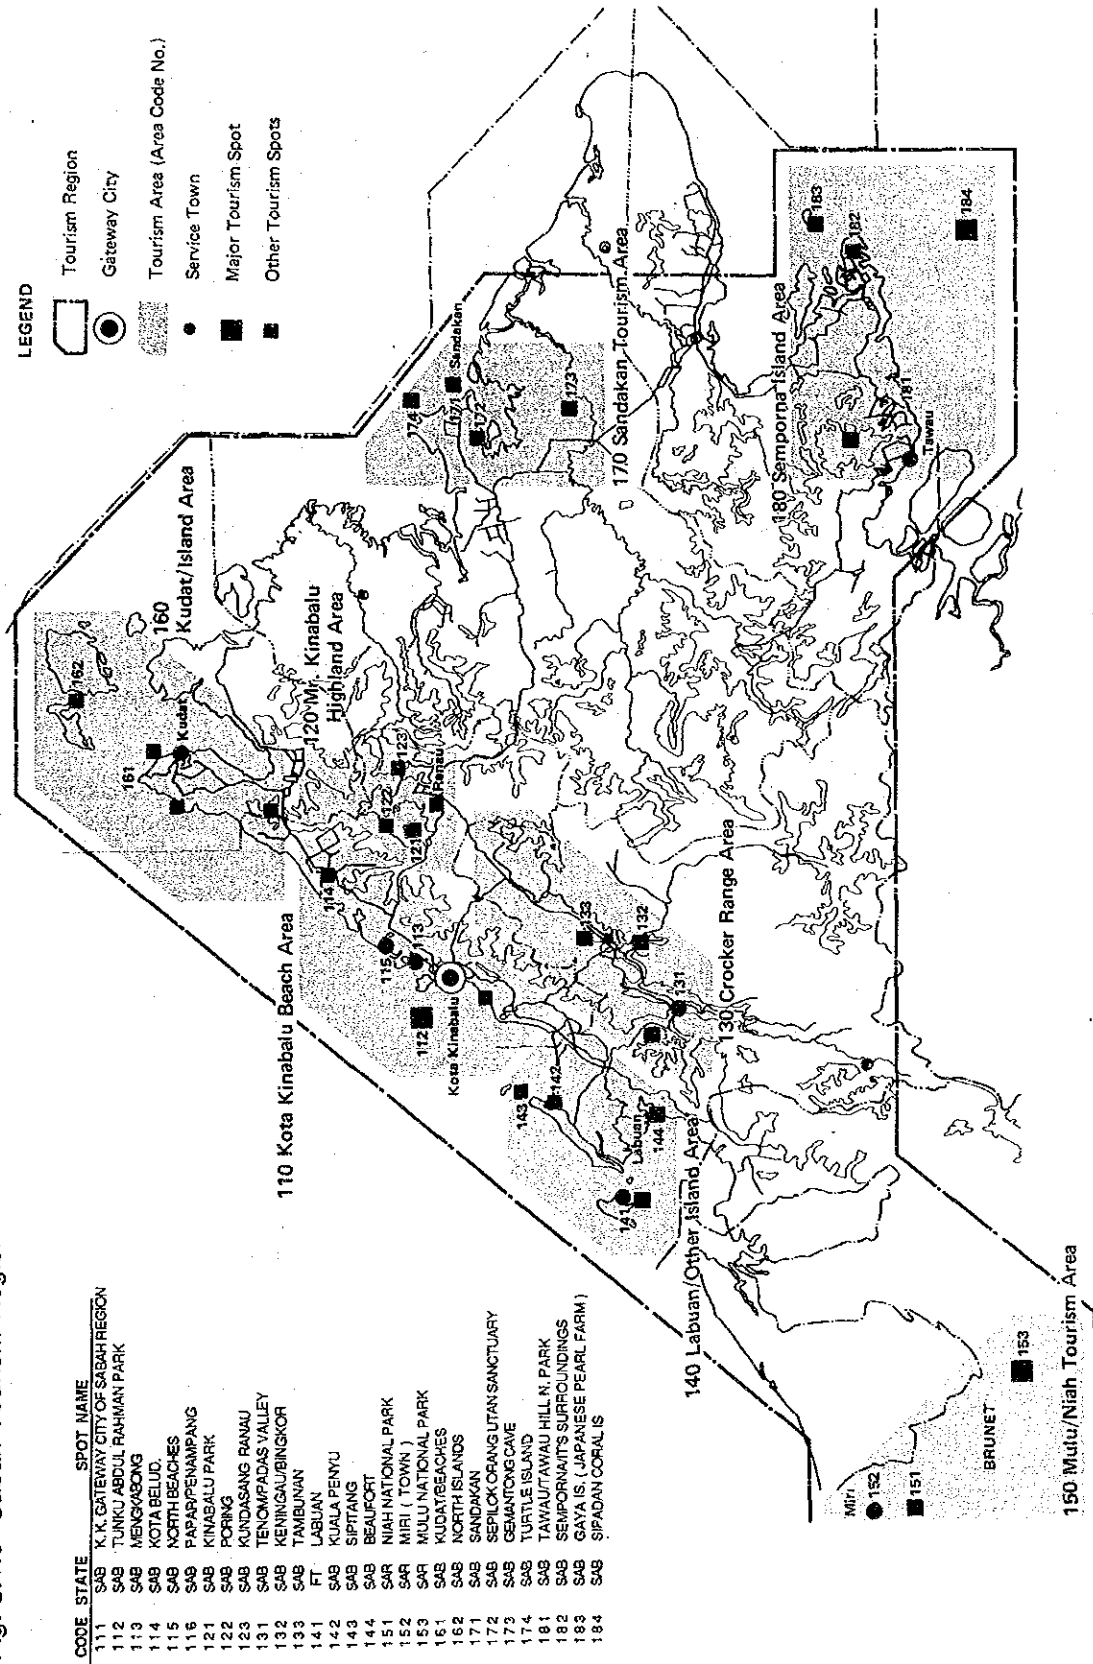 LEGEND
Tourism Region
Gateway City
Tourism Area (Area Code No.)
Service Town
Major Tourism Spot
Other Tourism Spots
CODE STATE SPOT NAME
111 SAB K.K. GATEWAY CITY OF SABAH REGION
112 SAB TUNKU ABDUL RAHMAN PARK
113 SAB MENGKABONG
114 SAB KOTA BELUD.
115 SAB NORTH BEACHES
116 SAB PAPAR/PENAMPANG
121 SAB KINABALU PARK
122 SAB PORING
123 SAB KUNDASANG RANAU
131 SAB TENOM/PADAS VALLEY
132 SAB KENINGAU/BINGKOR
133 SAB TAMBUNAN
141 FT LABUAN
142 SAB KUALA PENYU
143 SAB SIPITANG
144 SAB BEAUFORT
151 SAR NIAH NATIONAL PARK
152 SAR MIRI ( TOWN )
153 SAR MULU NATIONAL PARK
161 SAB KUDAT/BEACHES
162 SAB NORTH ISLANDS
171 SAB SANDAKAN
172 SAB SEPILOK ORANG UTAN SANCTUARY
173 SAB GEMANTONG CAVE
174 SAB TURTLE ISLAND
181 SAB TAWAU/TAWAU HILL N. PARK
182 SAB SEMPORNA/IT'S SURROUNDINGS
183 SAB GAYA IS. ( JAPANESE PEARL FARM )
184 SAB SIPADAN CORAL IS
160
Kudat/Island Area
162
161
Kudat
120 Mr. Kinabalu
Highland Area
110 Kota Kinabalu Beach Area
114
115
113
112
Kota Kinabalu
122
123
121
Ranau
174
171
Sandakan
172
173
170 Sandakan Tourism Area
133
132
131
130 Crocker Range Area
143
142
Labuan
144
141
140 Labuan/Other Island Area
180 Semporna Island Area
183
182
184
181
Tawau
Miri
152
151
BRUNET
153
150 Mulu/Niah Tourism Area